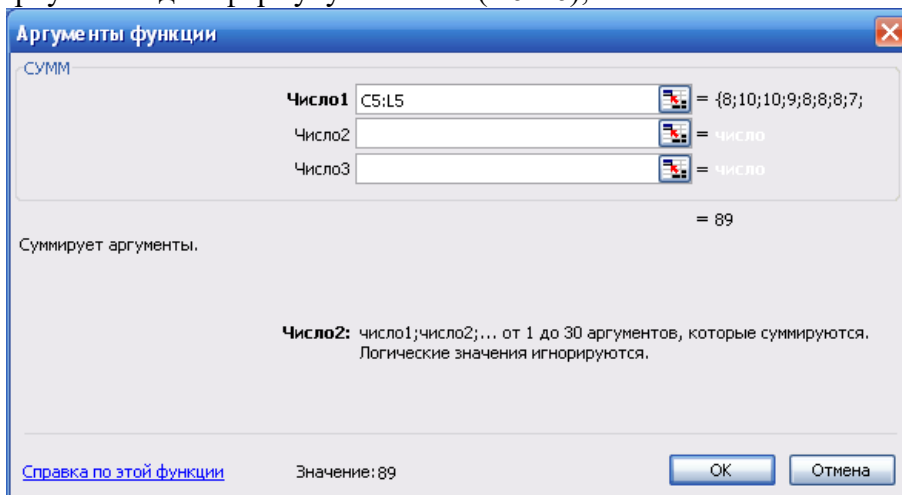 Аргументы функции
СУММ
Число1 C5:L5 = {8;10;10;9;8;8;8;7;
Число2 = число
Число3 = число
= 89
Суммирует аргументы.
Число2: число1;число2;... от 1 до 30 аргументов, которые суммируются.
Логические значения игнорируются.
Справка по этой функции Значение:89 OK Отмена